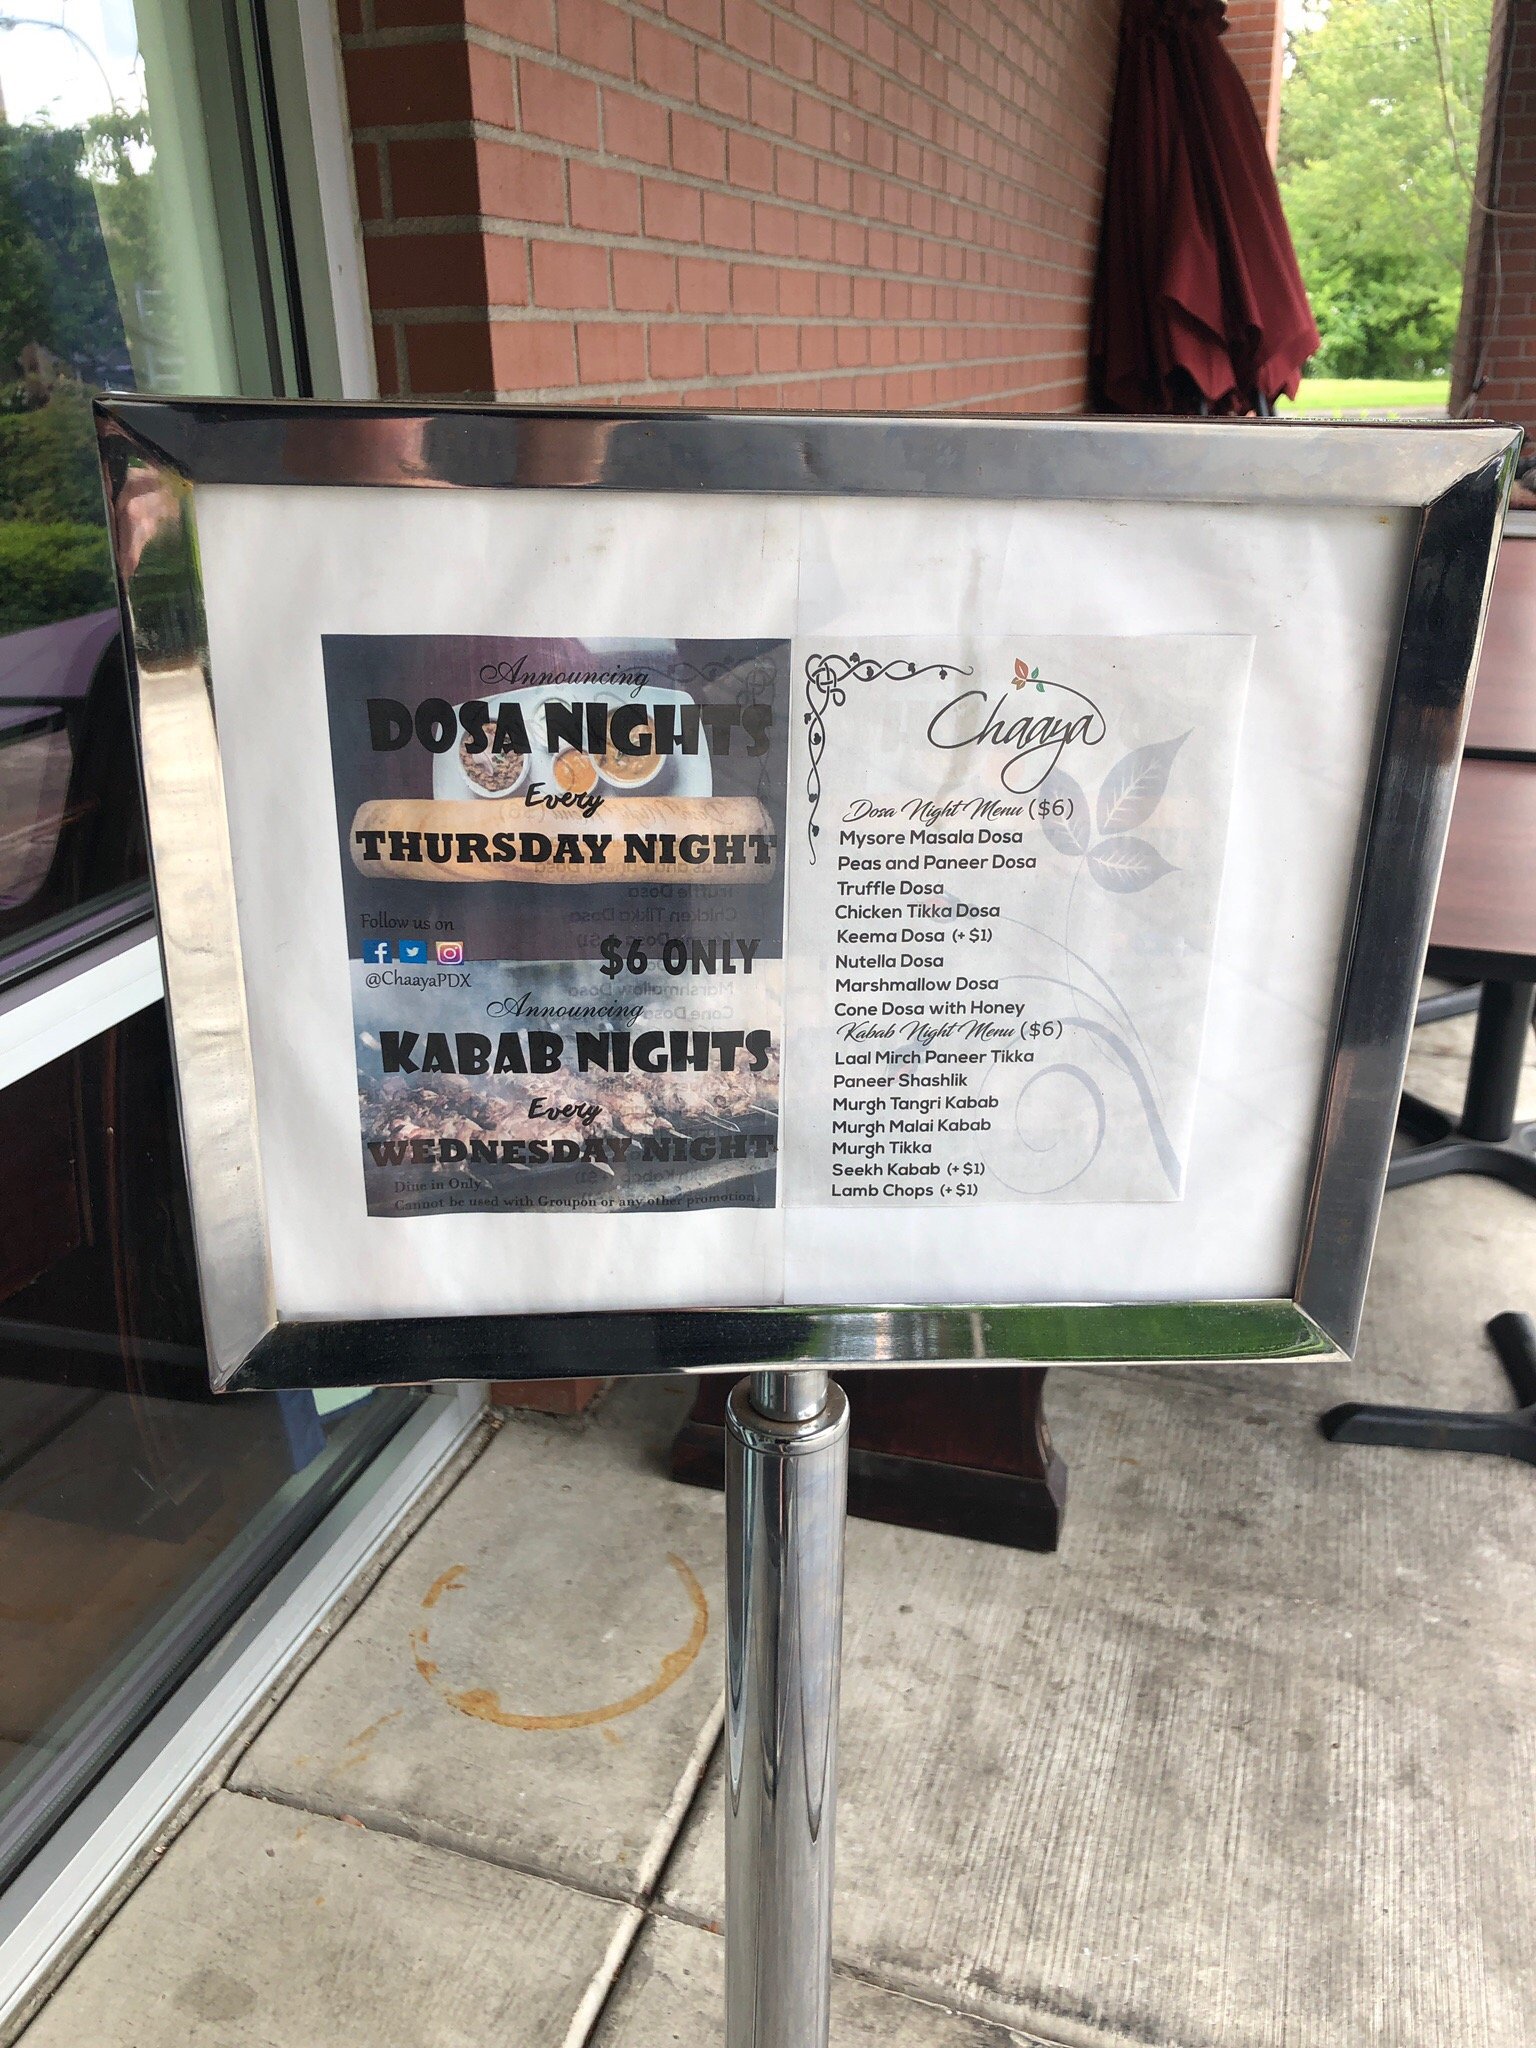 Announcing
DOSA NIGHTS
Every
THURSDAY NIGHT
Follow us on
@ChaayaPDX
$6 ONLY
Announcing
KABAB NIGHTS
Every
WEDNESDAY NIGHT
Dine in Only
Cannot be used with Groupon or any other promotion.
Chaaya
Dosa Night Menu ($6)
Mysore Masala Dosa
Peas and Paneer Dosa
Truffle Dosa
Chicken Tikka Dosa
Keema Dosa (+ $1)
Nutella Dosa
Marshmallow Dosa
Cone Dosa with Honey
Kabab Night Menu ($6)
Laal Mirch Paneer Tikka
Paneer Shashlik
Murgh Tangri Kabab
Murgh Malai Kabab
Murgh Tikka
Seekh Kabab (+ $1)
Lamb Chops (+ $1)